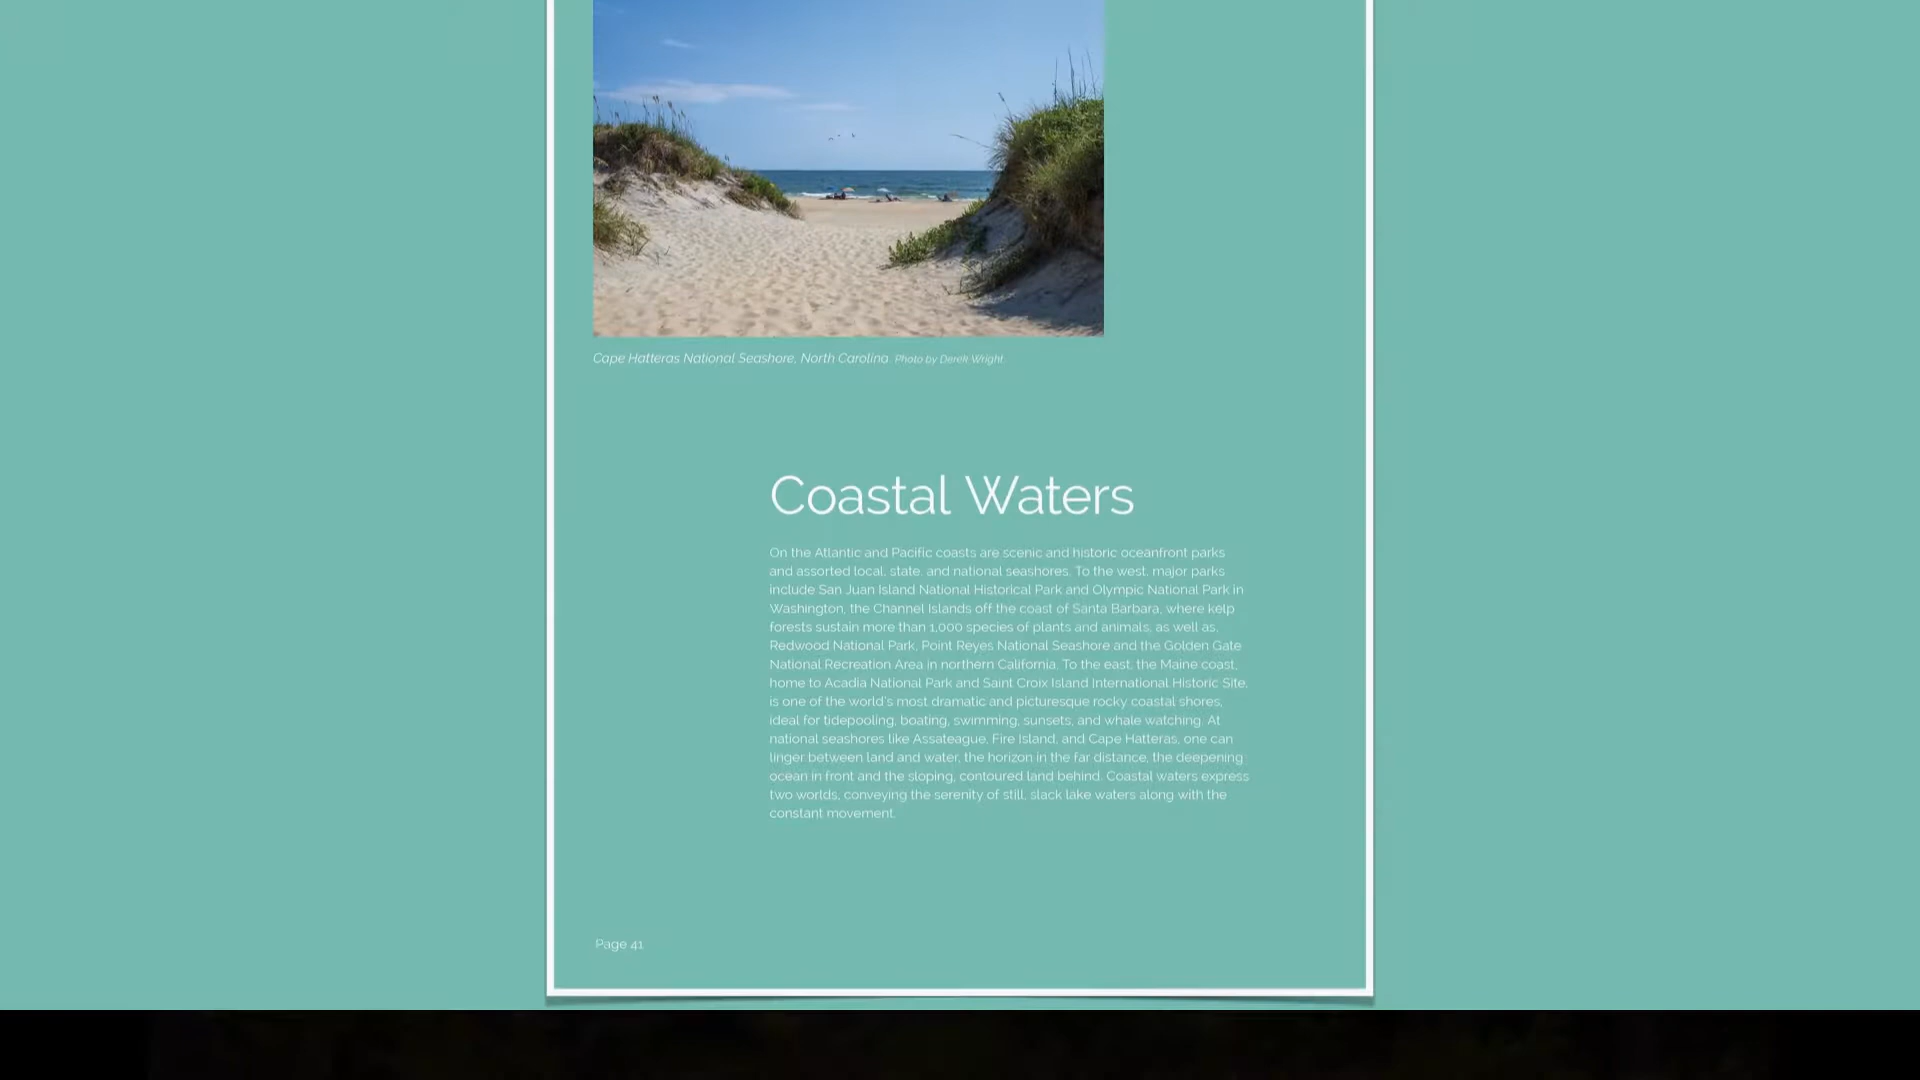 Cape Hatteras National Seashore, North Carolina. Photo by Derek Wright.
Coastal Waters
On the Atlantic and Pacific coasts are scenic and historic oceanfront parks
and assorted local, state, and national seashores. To the west, major parks
include San Juan Island National Historical Park and Olympic National Park in
Washington, the Channel Islands off the coast of Santa Barbara, where kelp
forests sustain more than 1,000 species of plants and animals, as well as,
Redwood National Park, Point Reyes National Seashore and the Golden Gate
National Recreation Area in northern California. To the east, the Maine coast,
home to Acadia National Park and Saint Croix Island International Historic Site,
is one of the world's most dramatic and picturesque rocky coastal shores,
ideal for tidepooling, boating, swimming, sunsets, and whale watching. At
national seashores like Assateague, Fire Island, and Cape Hatteras, one can
linger between land and water, the horizon in the far distance, the deepening
ocean in front and the sloping, contoured land behind. Coastal waters express
two worlds, conveying the serenity of still, slack lake waters along with the
constant movement.
Page 41